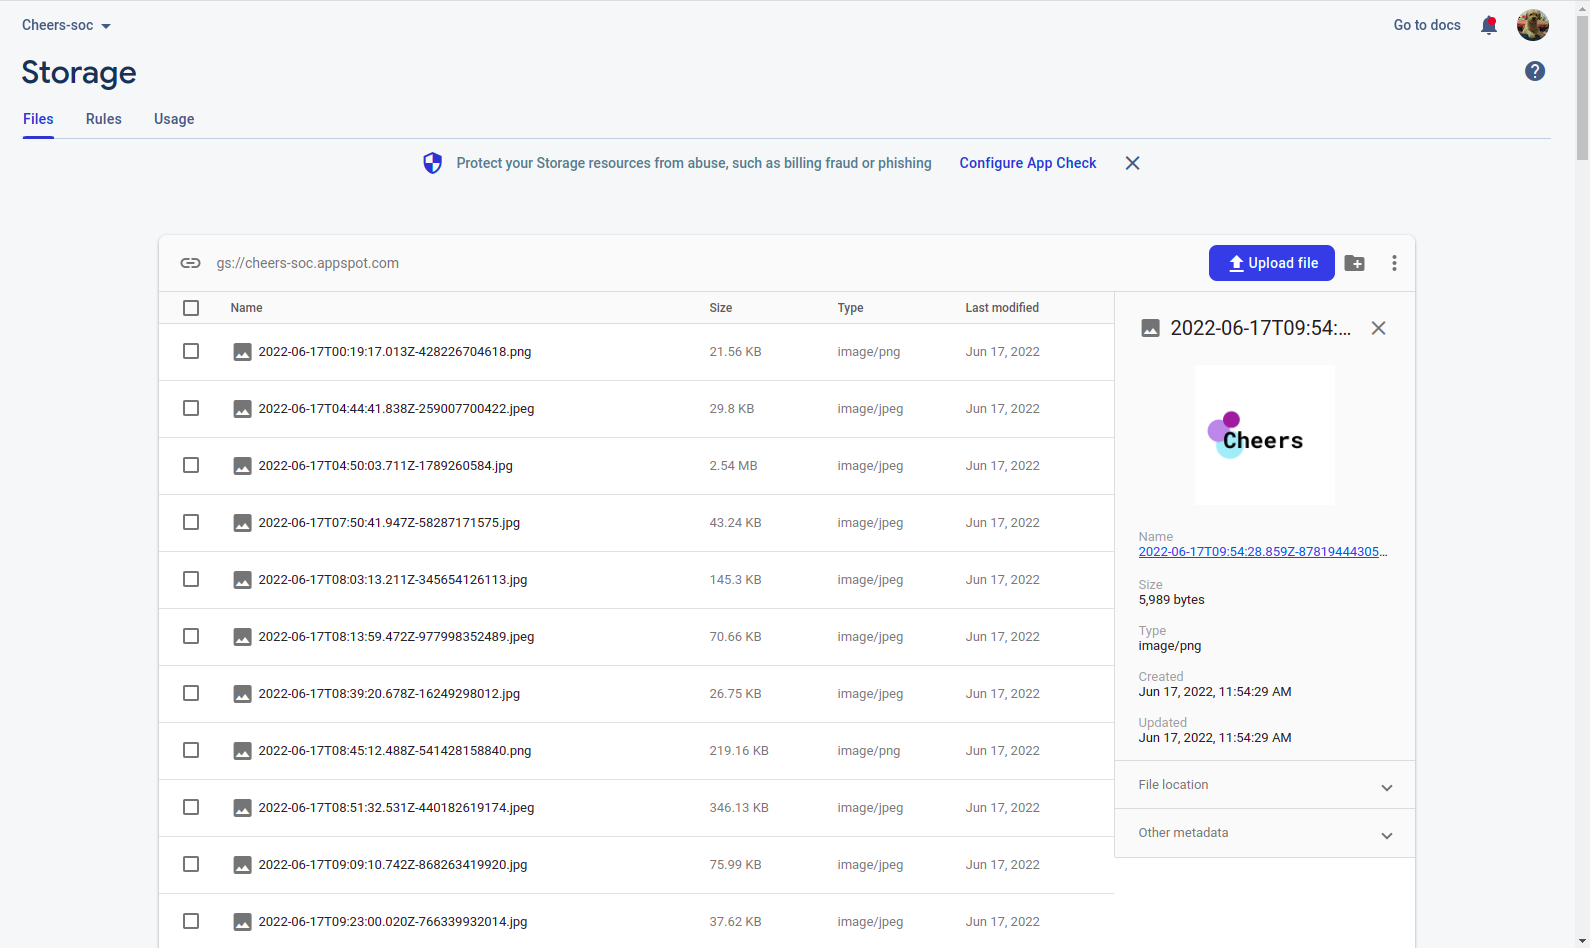 Cheers-soc
Go to docs
Storage
Files Rules Usage
Protect your Storage resources from abuse, such as billing fraud or phishing Configure App Check
gs://cheers-soc.appspot.com
Upload file
Name Size Type Last modified
2022-06-17T00:19:17.013Z-428226704618.png 21.56 KB image/png Jun 17, 2022
2022-06-17T04:44:41.838Z-259007700422.jpeg 29.8 KB image/jpeg Jun 17, 2022
2022-06-17T04:50:03.711Z-1789260584.jpg 2.54 MB image/jpeg Jun 17, 2022
2022-06-17T07:50:41.947Z-58287171575.jpg 43.24 KB image/jpeg Jun 17, 2022
2022-06-17T08:03:13.211Z-345654126113.jpg 145.3 KB image/jpeg Jun 17, 2022
2022-06-17T08:13:59.472Z-977998352489.jpeg 70.66 KB image/jpeg Jun 17, 2022
2022-06-17T08:39:20.678Z-16249298012.jpg 26.75 KB image/jpeg Jun 17, 2022
2022-06-17T08:45:12.488Z-541428158840.png 219.16 KB image/png Jun 17, 2022
2022-06-17T08:51:32.531Z-440182619174.jpeg 346.13 KB image/jpeg Jun 17, 2022
2022-06-17T09:09:10.742Z-868263419920.jpg 75.99 KB image/jpeg Jun 17, 2022
2022-06-17T09:23:00.020Z-766339932014.jpg 37.62 KB image/jpeg Jun 17, 2022
2022-06-17T09:54:...
Cheers
Name
2022-06-17T09:54:28.859Z-87819444305...
Size
5,989 bytes
Type
image/png
Created
Jun 17, 2022, 11:54:29 AM
Updated
Jun 17, 2022, 11:54:29 AM
File location
Other metadata